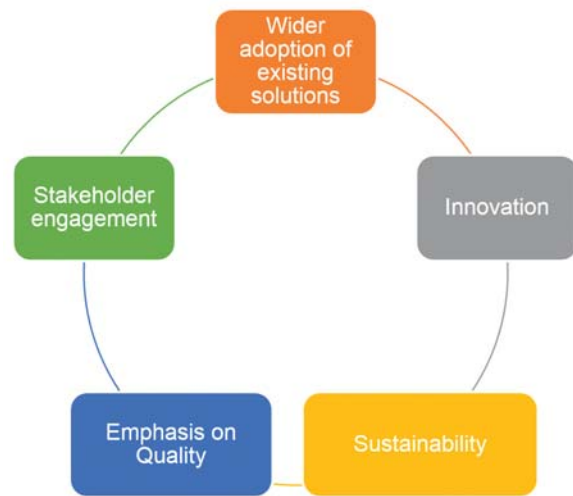 Wider
adoption of
existing
solutions
Stakeholder
engagement
Innovation
Emphasis on
Quality
Sustainability